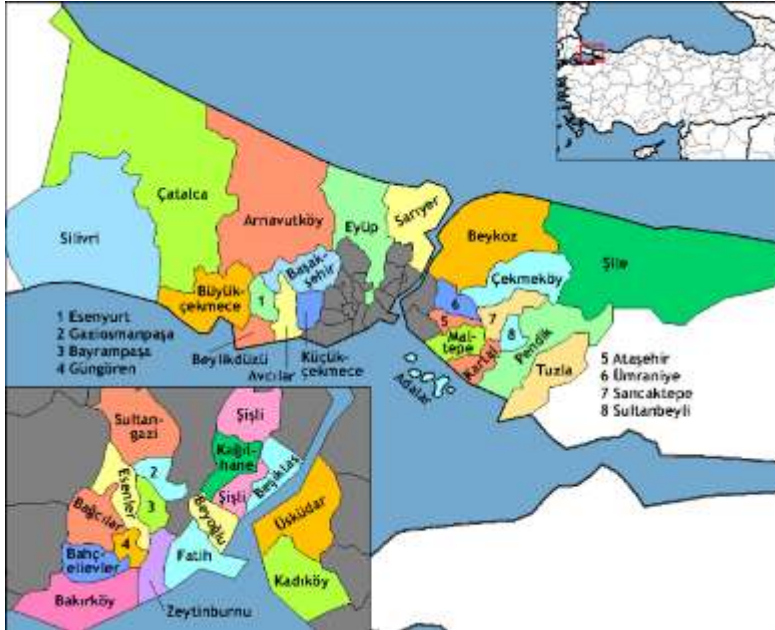 Çatalca
Silivri
Arnavutköy
Eyüp
Sarıyer
Başak-
şehir
Büyük-
çekmece
1
Beylikdüzü
Avcılar
Küçük-
çekmece
1 Esenyurt
2 Gaziosmanpaşa
3 Bayrampaşa
4 Güngören
Beykoz
Şile
Çekmeköy
6
5
7
8
Mal-
tepe
Kartal
Pendik
Tuzla
Adalar
5 Ataşehir
6 Ümraniye
7 Sancaktepe
8 Sultanbeyli
Sultan-
gazi
Şişli
Kağıt-
hane
Beşiktaş
Şişli
Beyoğlu
Esenler
2
3
Bağcılar
4
Bahç-
elievler
Fatih
Bakırköy
Zeytinburnu
Üsküdar
Kadıköy